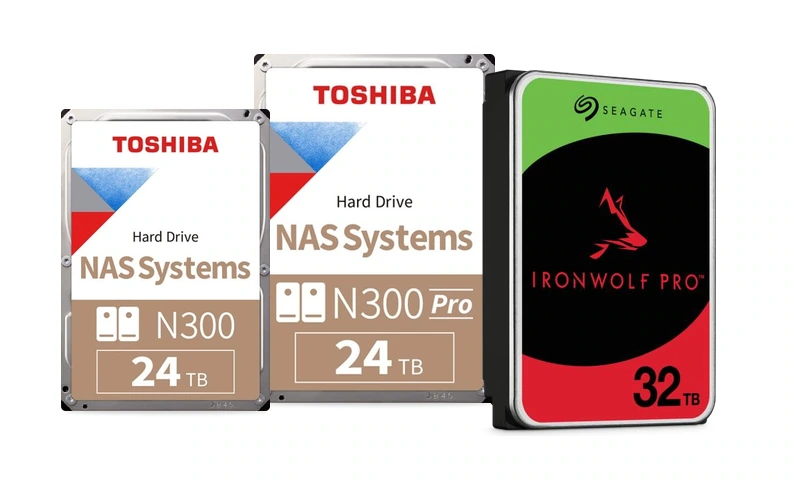 TOSHIBA
Hard Drive
NAS Systems
N300
24 TB
TOSHIBA
Hard Drive
NAS Systems
N300 Pro
24 TB
SEAGATE
IRONWOLF PRO™
32 TB